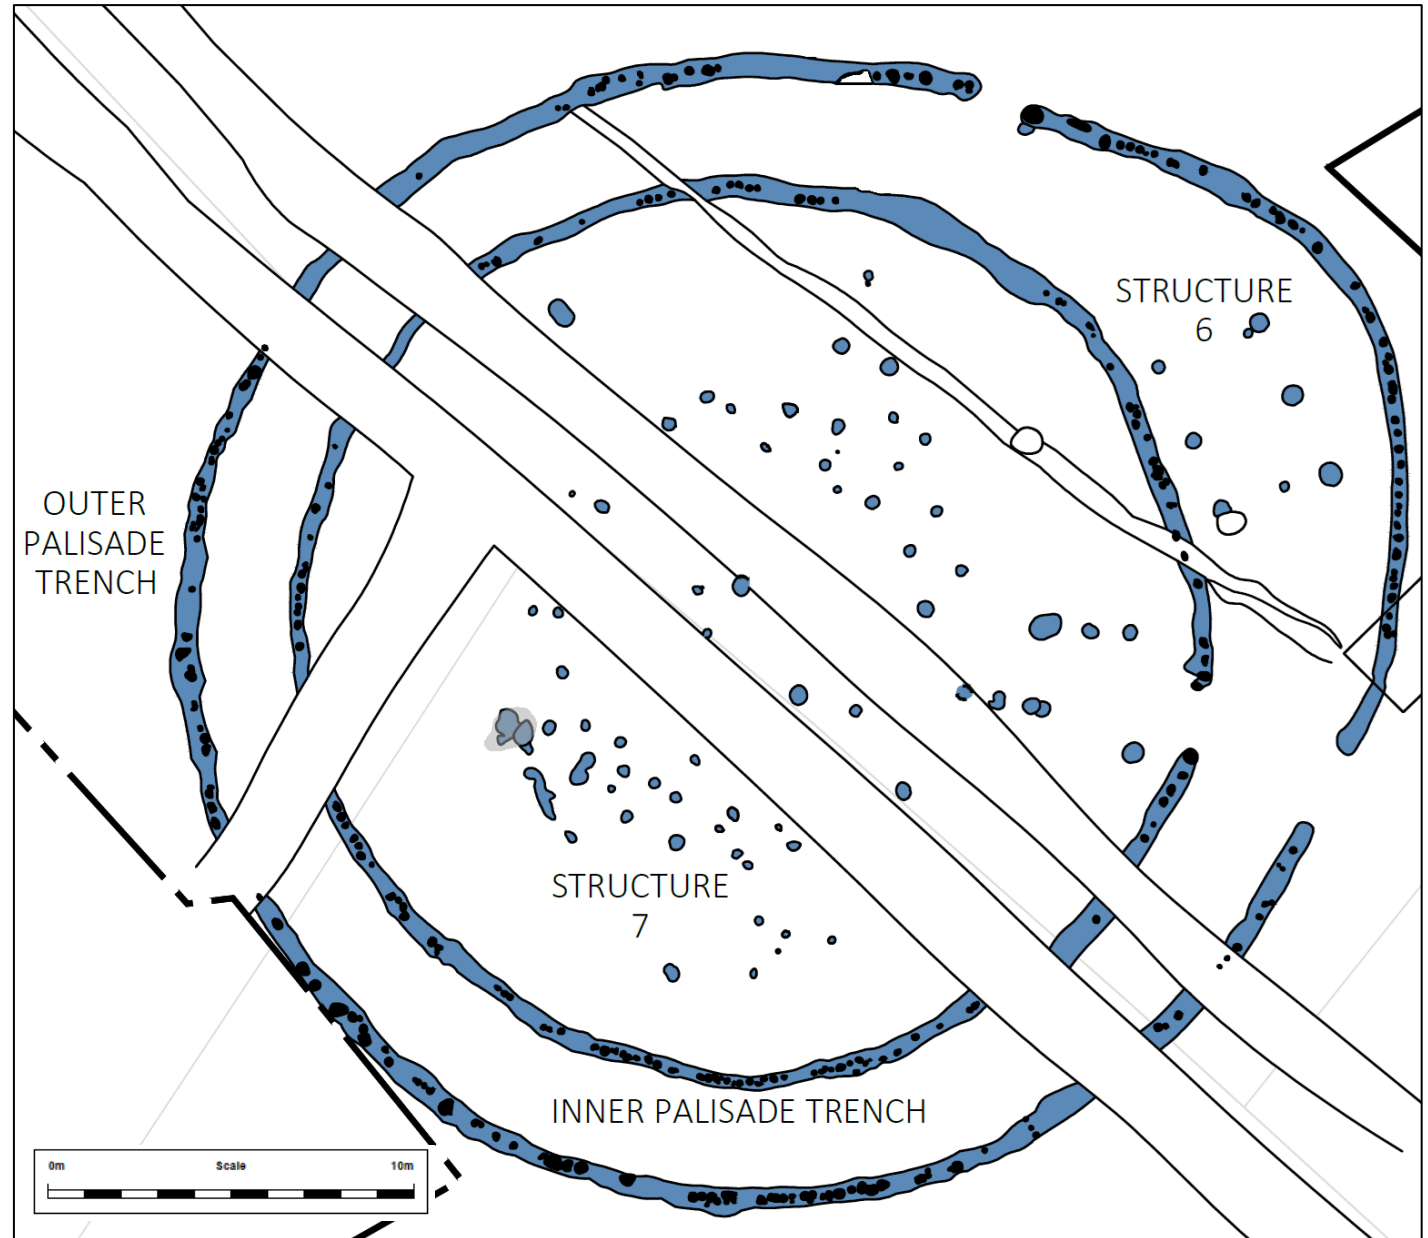 STRUCTURE
6
OUTER
PALISADE
TRENCH
STRUCTURE
7
INNER PALISADE TRENCH
0m Scale 10m